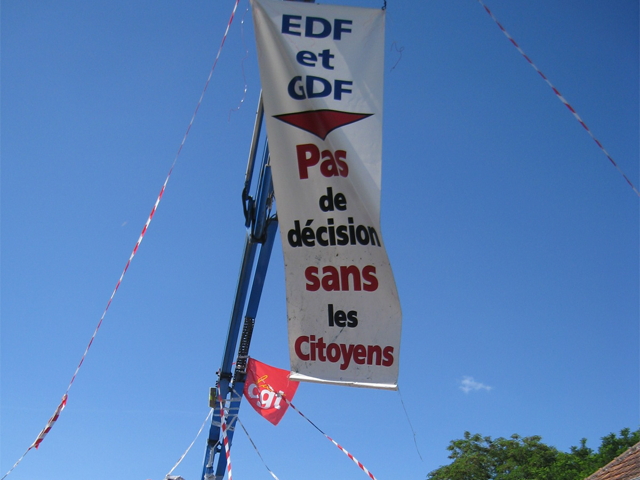 EDF
et
GDF
Pas
de
décision
sans
les
Citoyens
cgt